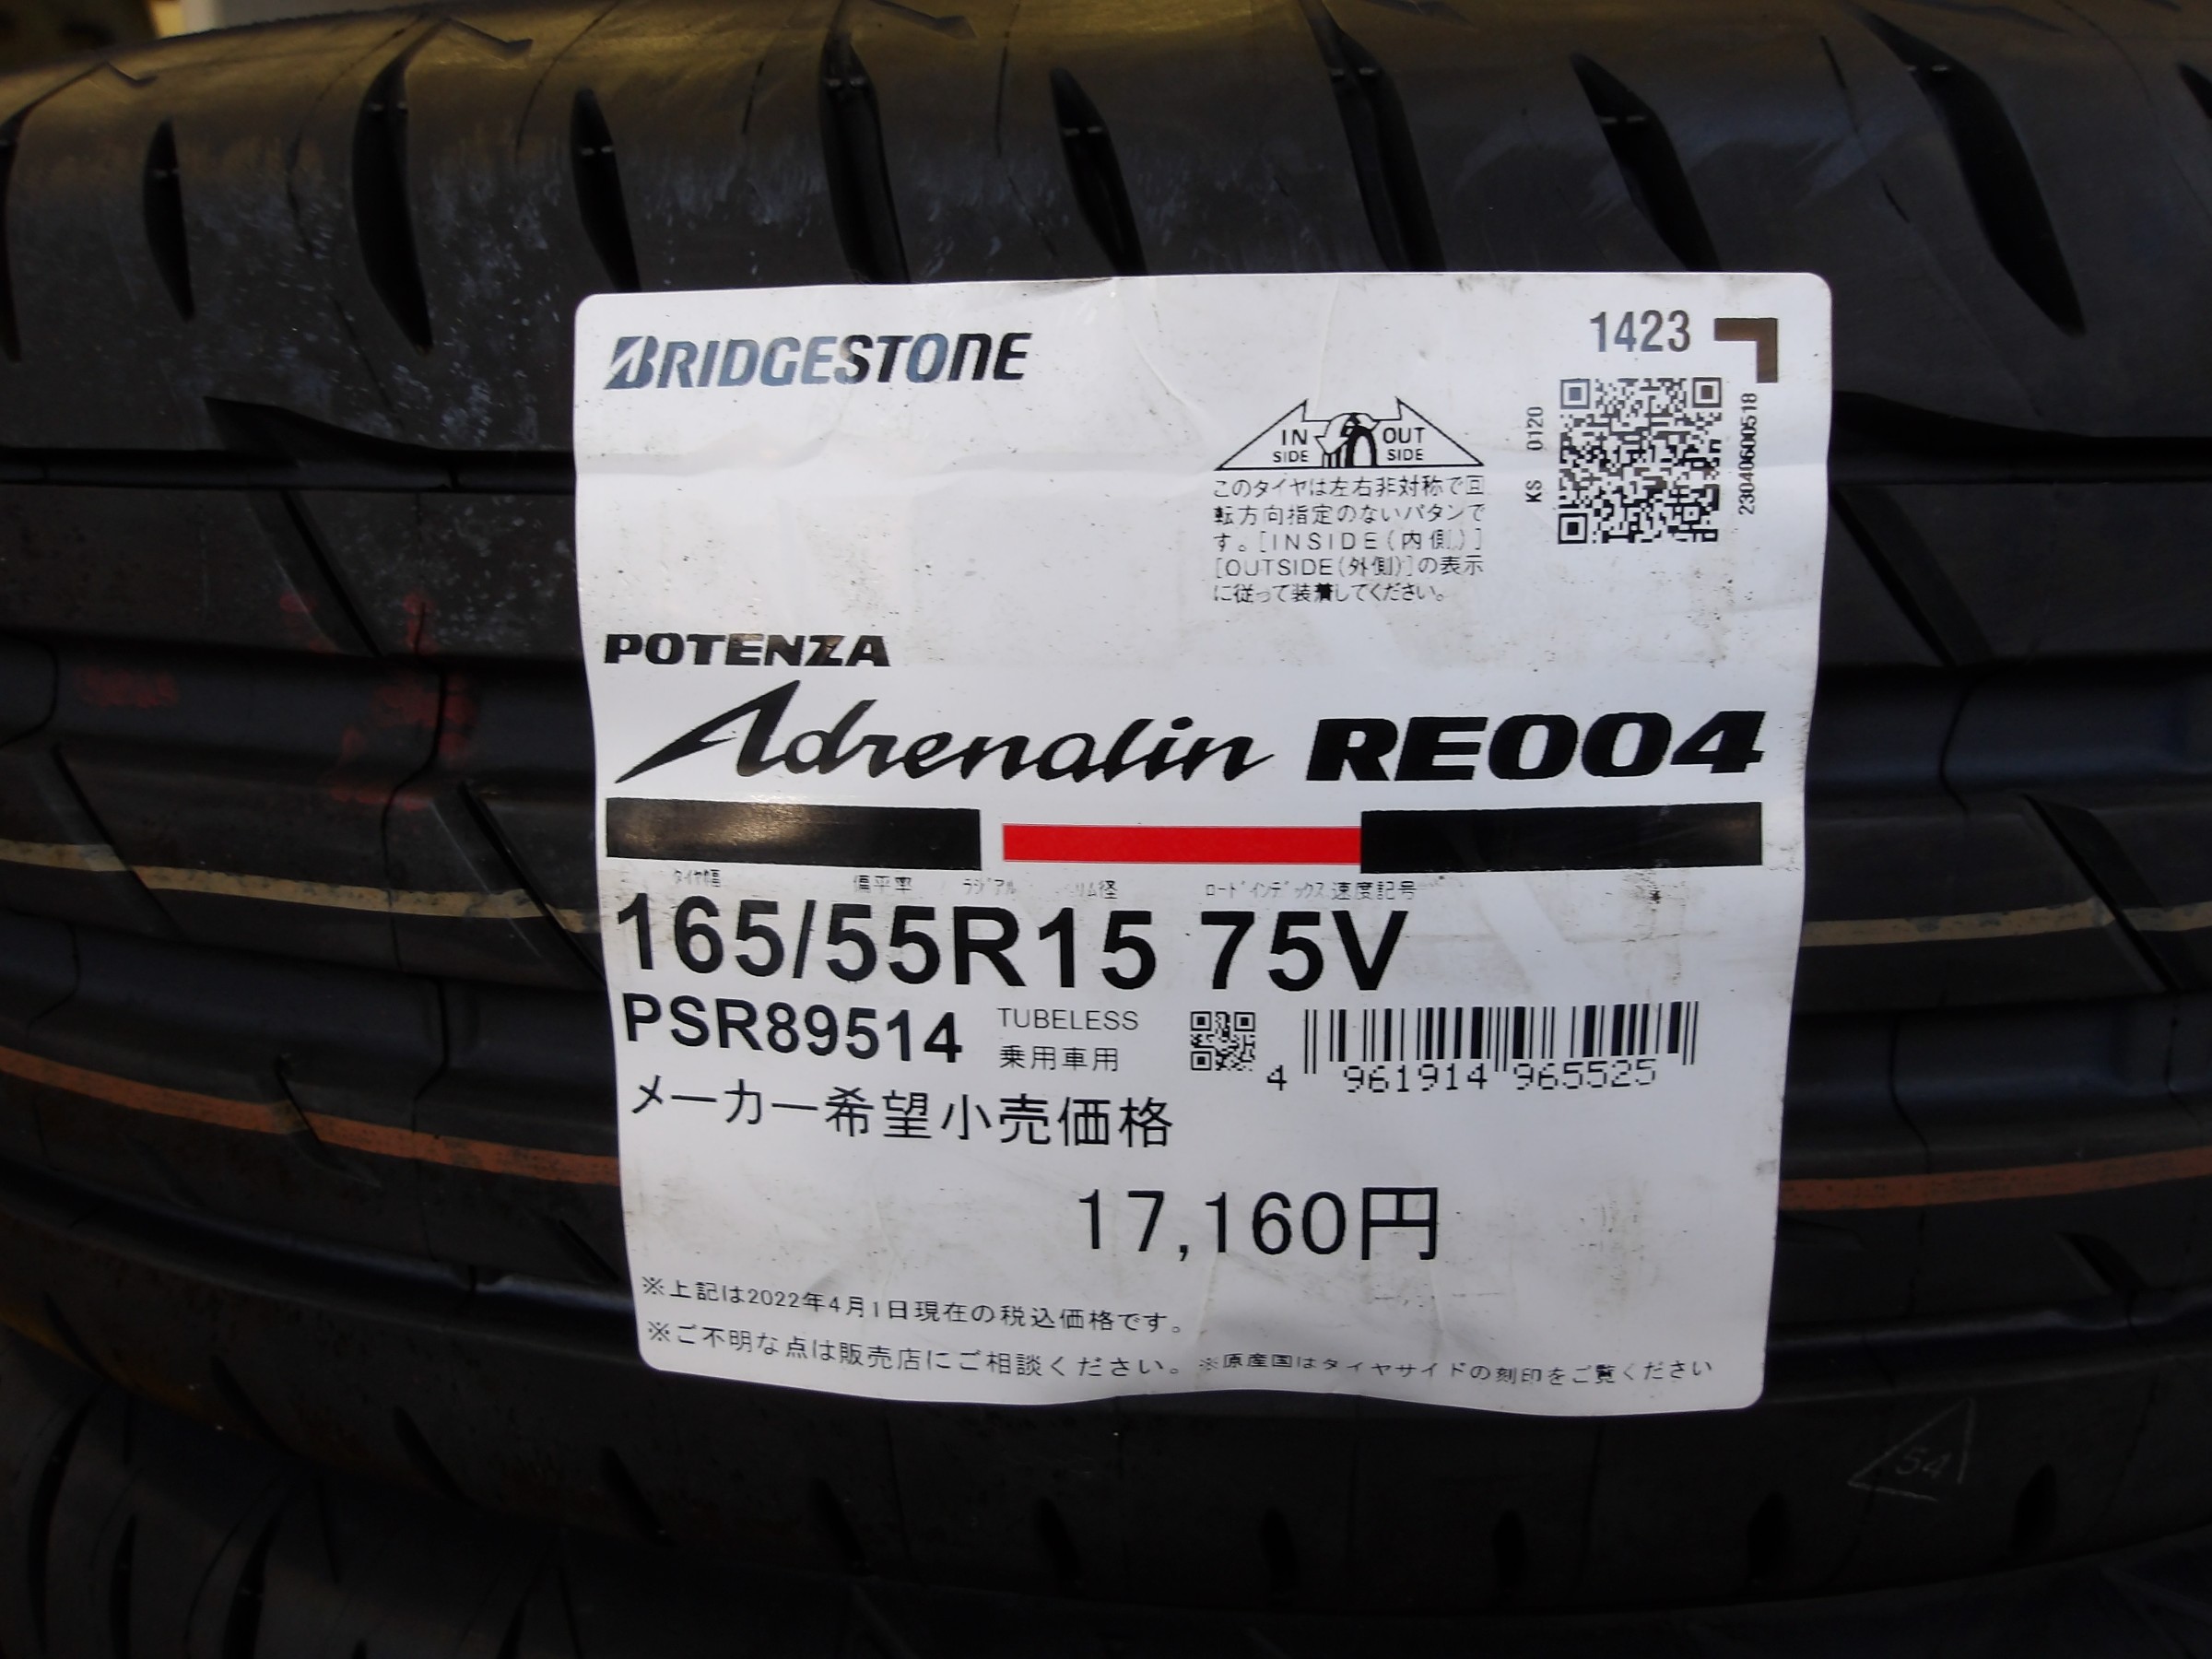 BRIDGESTONE
1423
KS 0120
230406600518
IN SIDE
OUT SIDE
このタイヤは左右非対称で回
転方向指定のないパタンで
す。[INSIDE(内側)]
[OUTSIDE(外側)]の表示
に従って装着してください。
POTENZA
Adrenalin RE004
タイヤ幅 偏平率 ラジアル リム径 ロードインデックス 速度記号
165/55R15 75V
PSR89514
TUBELESS
乗用車用
4 961914 965525
メーカー希望小売価格
17,160円
※上記は2022年4月1日現在の税込価格です。
※ご不明な点は販売店にご相談ください。 ※原産国はタイヤサイドの刻印をご覧ください
54